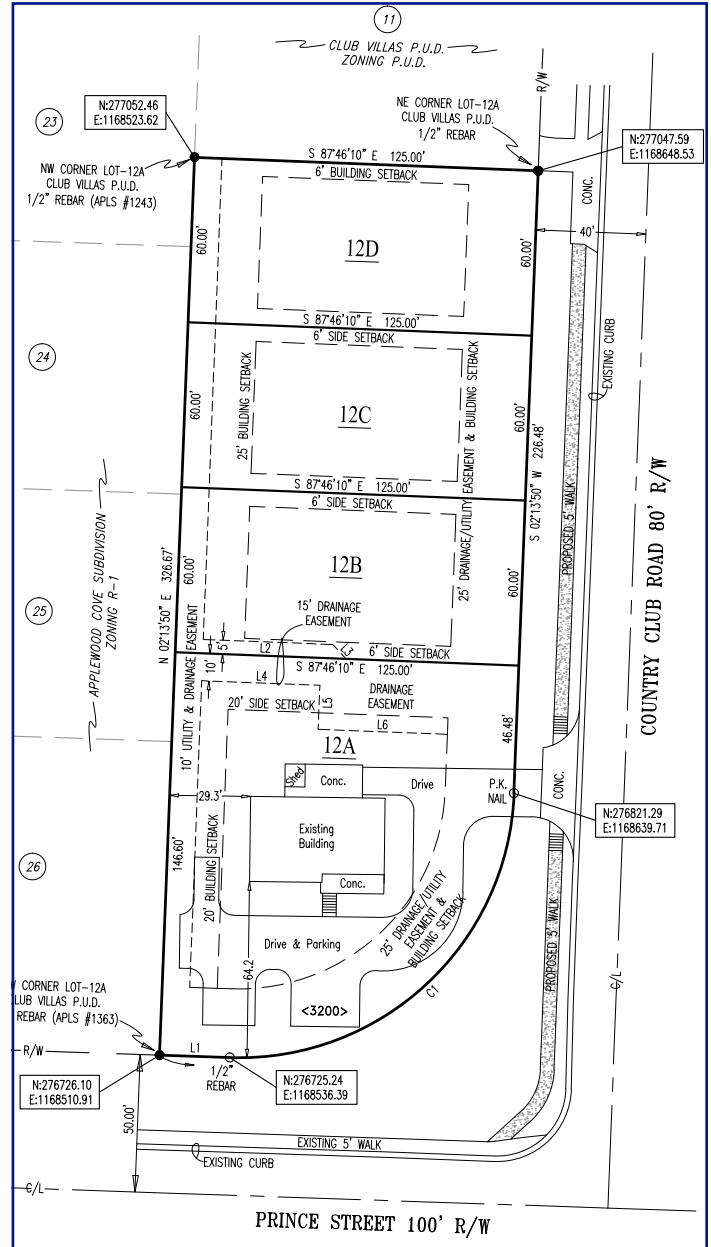 11
CLUB VILLAS P.U.D.
ZONING P.U.D.
R/W
N:277052.46
E:1168523.62
NE CORNER LOT-12A
CLUB VILLAS P.U.D.
1/2" REBAR
23
N:277047.59
E:1168648.53
S 87°46'10" E 125.00'
6' BUILDING SETBACK
NW CORNER LOT-12A
CLUB VILLAS P.U.D.
1/2" REBAR (APLS #1243)
CONC.
40'
60.00'
12D
60.00'
S 87°46'10" E 125.00'
6' SIDE SETBACK
EXISTING CURB
24
60.00'
25' BUILDING SETBACK
12C
25' DRAINAGE/UTILITY EASEMENT & BUILDING SETBACK
60.00'
S 02°13'50" W 226.48'
S 87°46'10" E 125.00'
6' SIDE SETBACK
PROPOSED 5' WALK
COUNTRY CLUB ROAD 80' R/W
APPLEWOOD COVE SUBDIVISION
ZONING R-1
N 02°13'50" E 326.67'
60.00'
12B
60.00'
25
15' DRAINAGE
EASEMENT
5'
L2
L3
6' SIDE SETBACK
10'
S 87°46'10" E 125.00'
L4
DRAINAGE
EASEMENT
10' UTILITY & DRAINAGE EASEMENT
20' SIDE SETBACK
L5
L6
46.48'
12A
Shed
Conc.
Drive
P.K.
NAIL
CONC.
29.3'
N:276821.29
E:1168639.71
Existing
Building
26
146.60'
20' BUILDING SETBACK
Conc.
25' DRAINAGE/UTILITY
EASEMENT &
BUILDING SETBACK
PROPOSED 5' WALK
Drive & Parking
64.2
C1
C/L
CORNER LOT-12A
LUB VILLAS P.U.D.
REBAR (APLS #1363)
<3200>
R/W
L1
1/2"
REBAR
N:276726.10
E:1168510.91
N:276725.24
E:1168536.39
50.00'
EXISTING 5' WALK
EXISTING CURB
C/L
PRINCE STREET 100' R/W